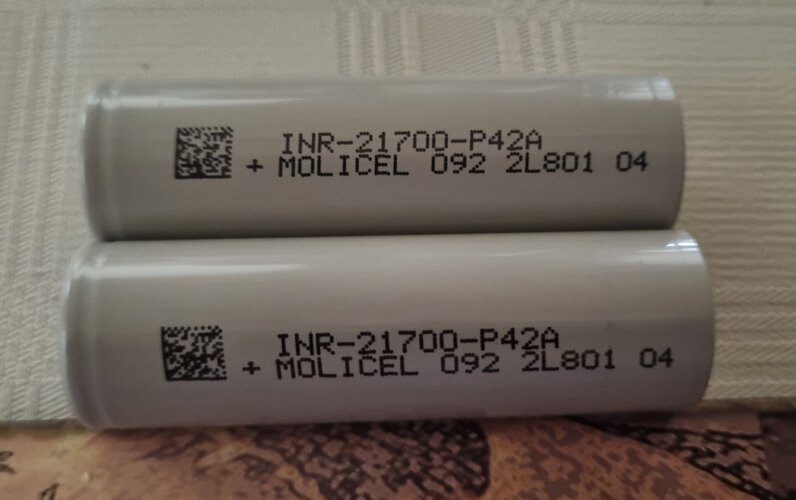 INR-21700-P42A
+ MOLICEL 092 2L801 04
INR-21700-P42A
+ MOLICEL 092 2L801 04